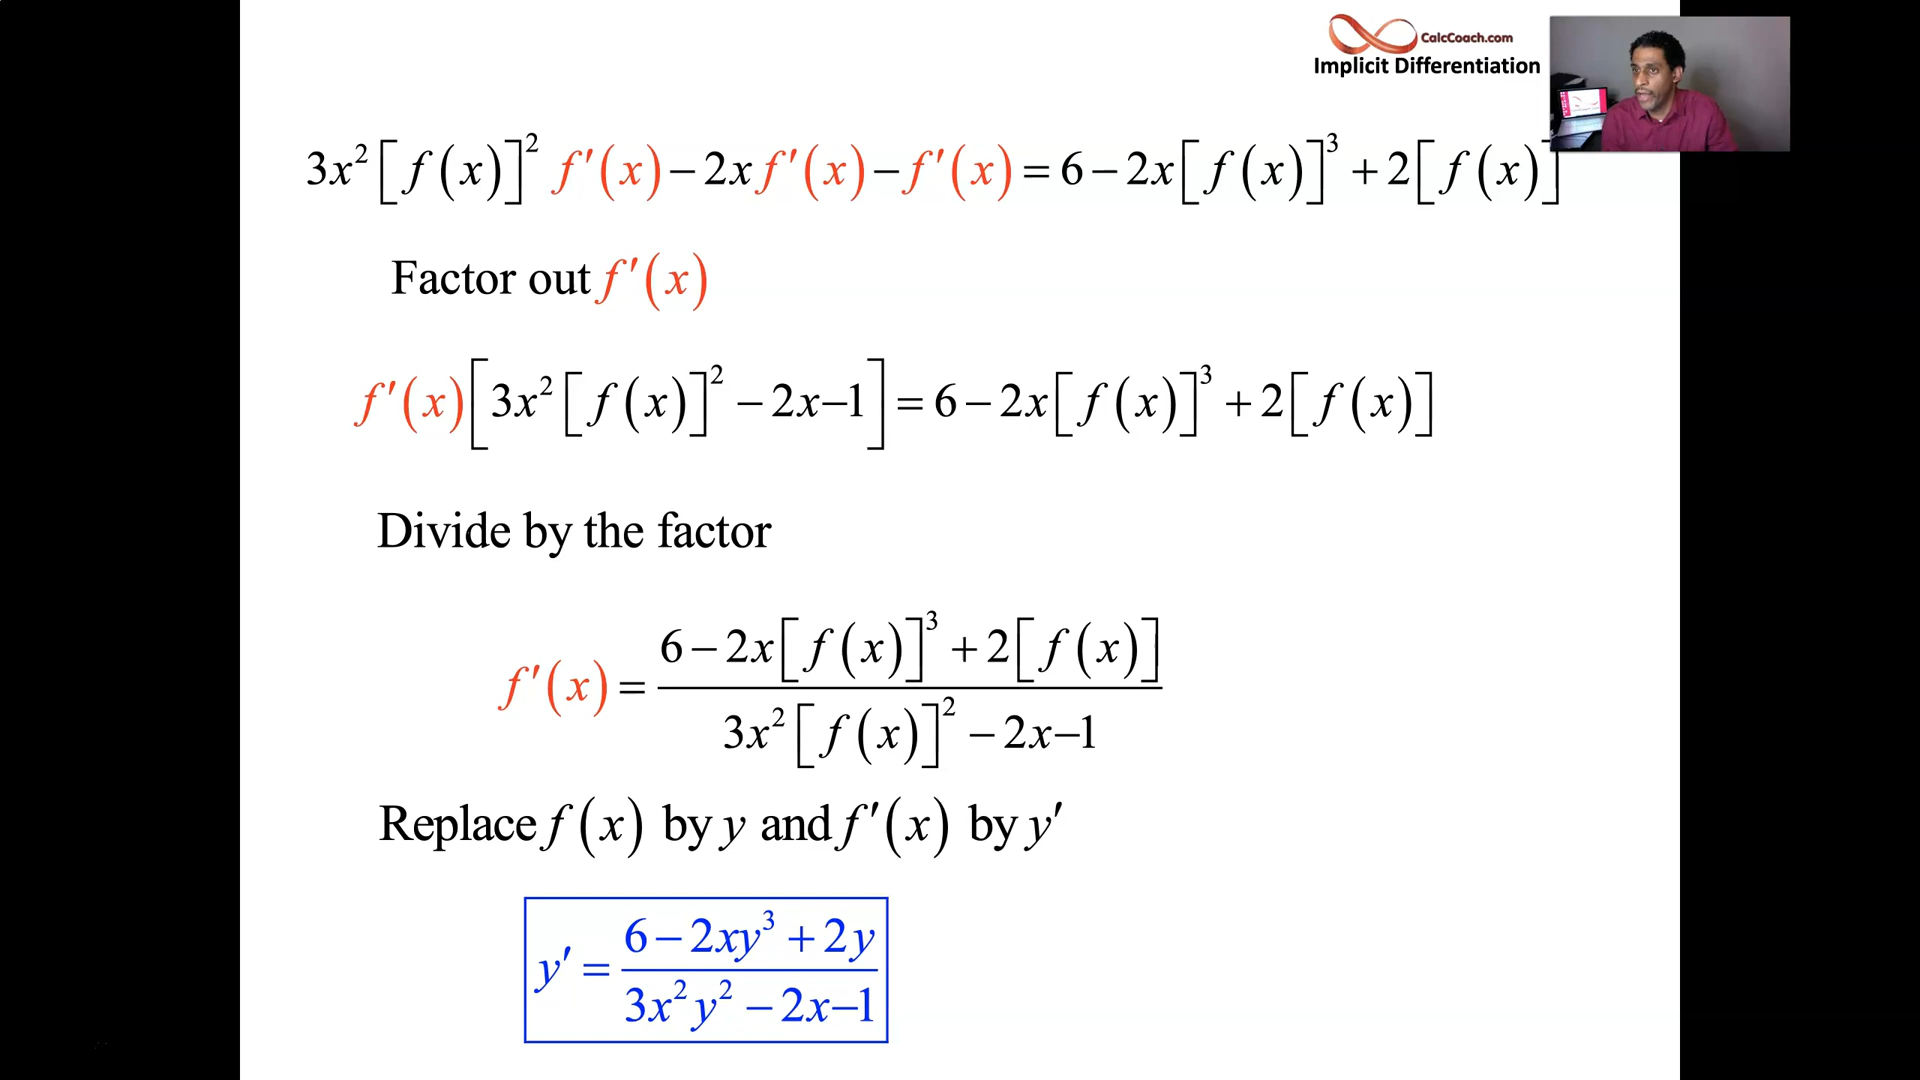 CalcCoach.com
Implicit Differentiation
3x² [f(x)]² f′(x) − 2x f′(x) − f′(x) = 6 − 2x[f(x)]³ + 2[f(x)]
Factor out f′(x)
f′(x)[3x² [f(x)]² − 2x−1] = 6 − 2x[f(x)]³ + 2[f(x)]
Divide by the factor
6 − 2x[f(x)]³ + 2[f(x)]
f′(x) =
3x² [f(x)]² − 2x−1
Replace f(x) by y and f′(x) by y′
6 − 2xy³ + 2y
y′ =
3x²y² − 2x−1